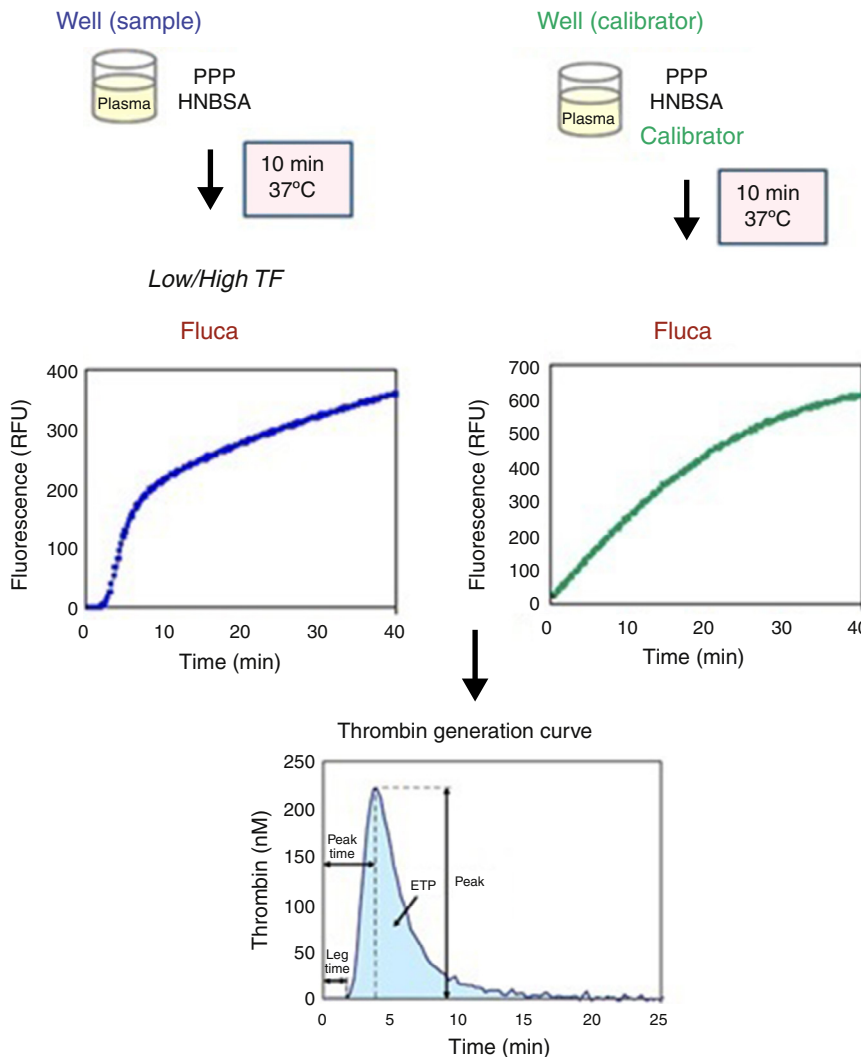 Well (sample)
Well (calibrator)
Plasma
PPP
HNBSA
Plasma
PPP
HNBSA
Calibrator
10 min
37ºC
10 min
37ºC
Low/High TF
Fluca
Fluca
Fluorescence (RFU)
400
300
200
100
0
0 10 20 30 40
Time (min)
Fluorescence (RFU)
700
600
500
400
300
200
100
0
0 10 20 30 40
Time (min)
Thrombin generation curve
Thrombin (nM)
250
200
150
100
50
0
Peak
time
ETP
Peak
Leg
time
0 5 10 15 20 25
Time (min)